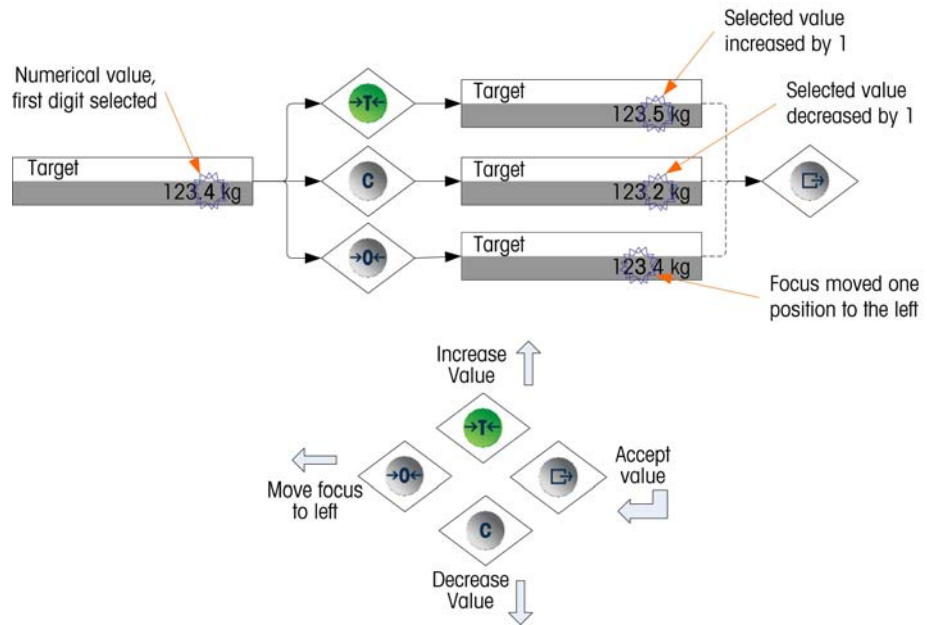 Selected value
increased by 1
Numerical value,
first digit selected
→T←
Target
123.5 kg
Selected value
decreased by 1
Target
123.4 kg
C
Target
123.2 kg
→0←
Target
123.4 kg
Focus moved one
position to the left
Increase
Value
→T←
→0←
Accept
value
Move focus
to left
C
Decrease
Value